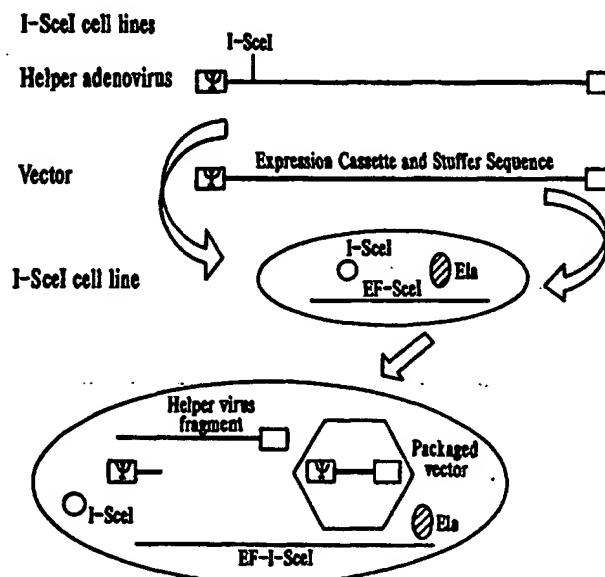 I-SceI cell lines
I-SceI
Helper adenovirus
Ψ
Vector
Ψ
Expression Cassette and Stuffer Sequence
I-SceI cell line
I-SceI
EF-SceI
Ela
Helper virus
fragment
Ψ
Ψ
Packaged
vector
I-SceI
Ela
EF-I-SceI